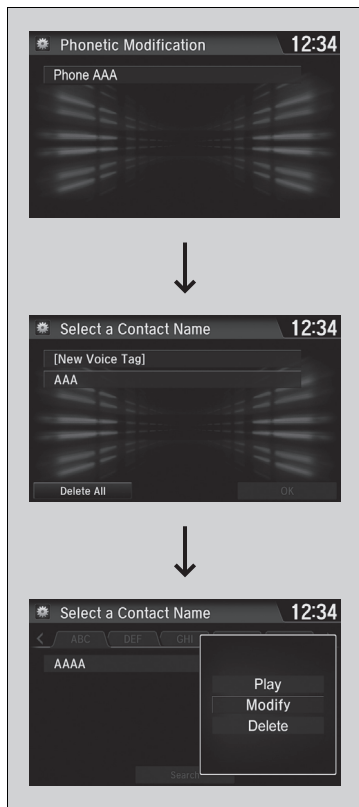 Phonetic Modification 12:34
Phone AAA
Select a Contact Name 12:34
[New Voice Tag]
AAA
Delete All OK
Select a Contact Name 12:34
ABC DEF GHI
AAAA
Play
Modify
Delete
Search